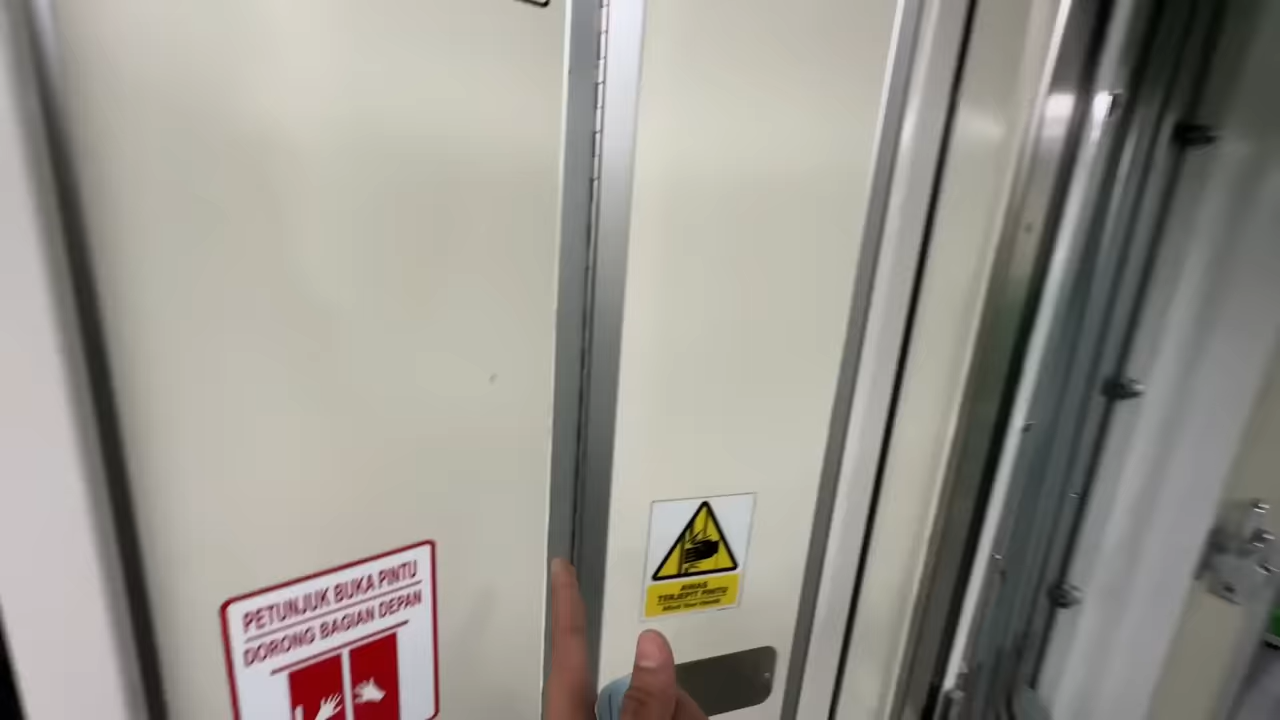 PETUNJUK BUKA PINTU
DORONG BAGIAN DEPAN
AWAS
TERJEPIT PINTU